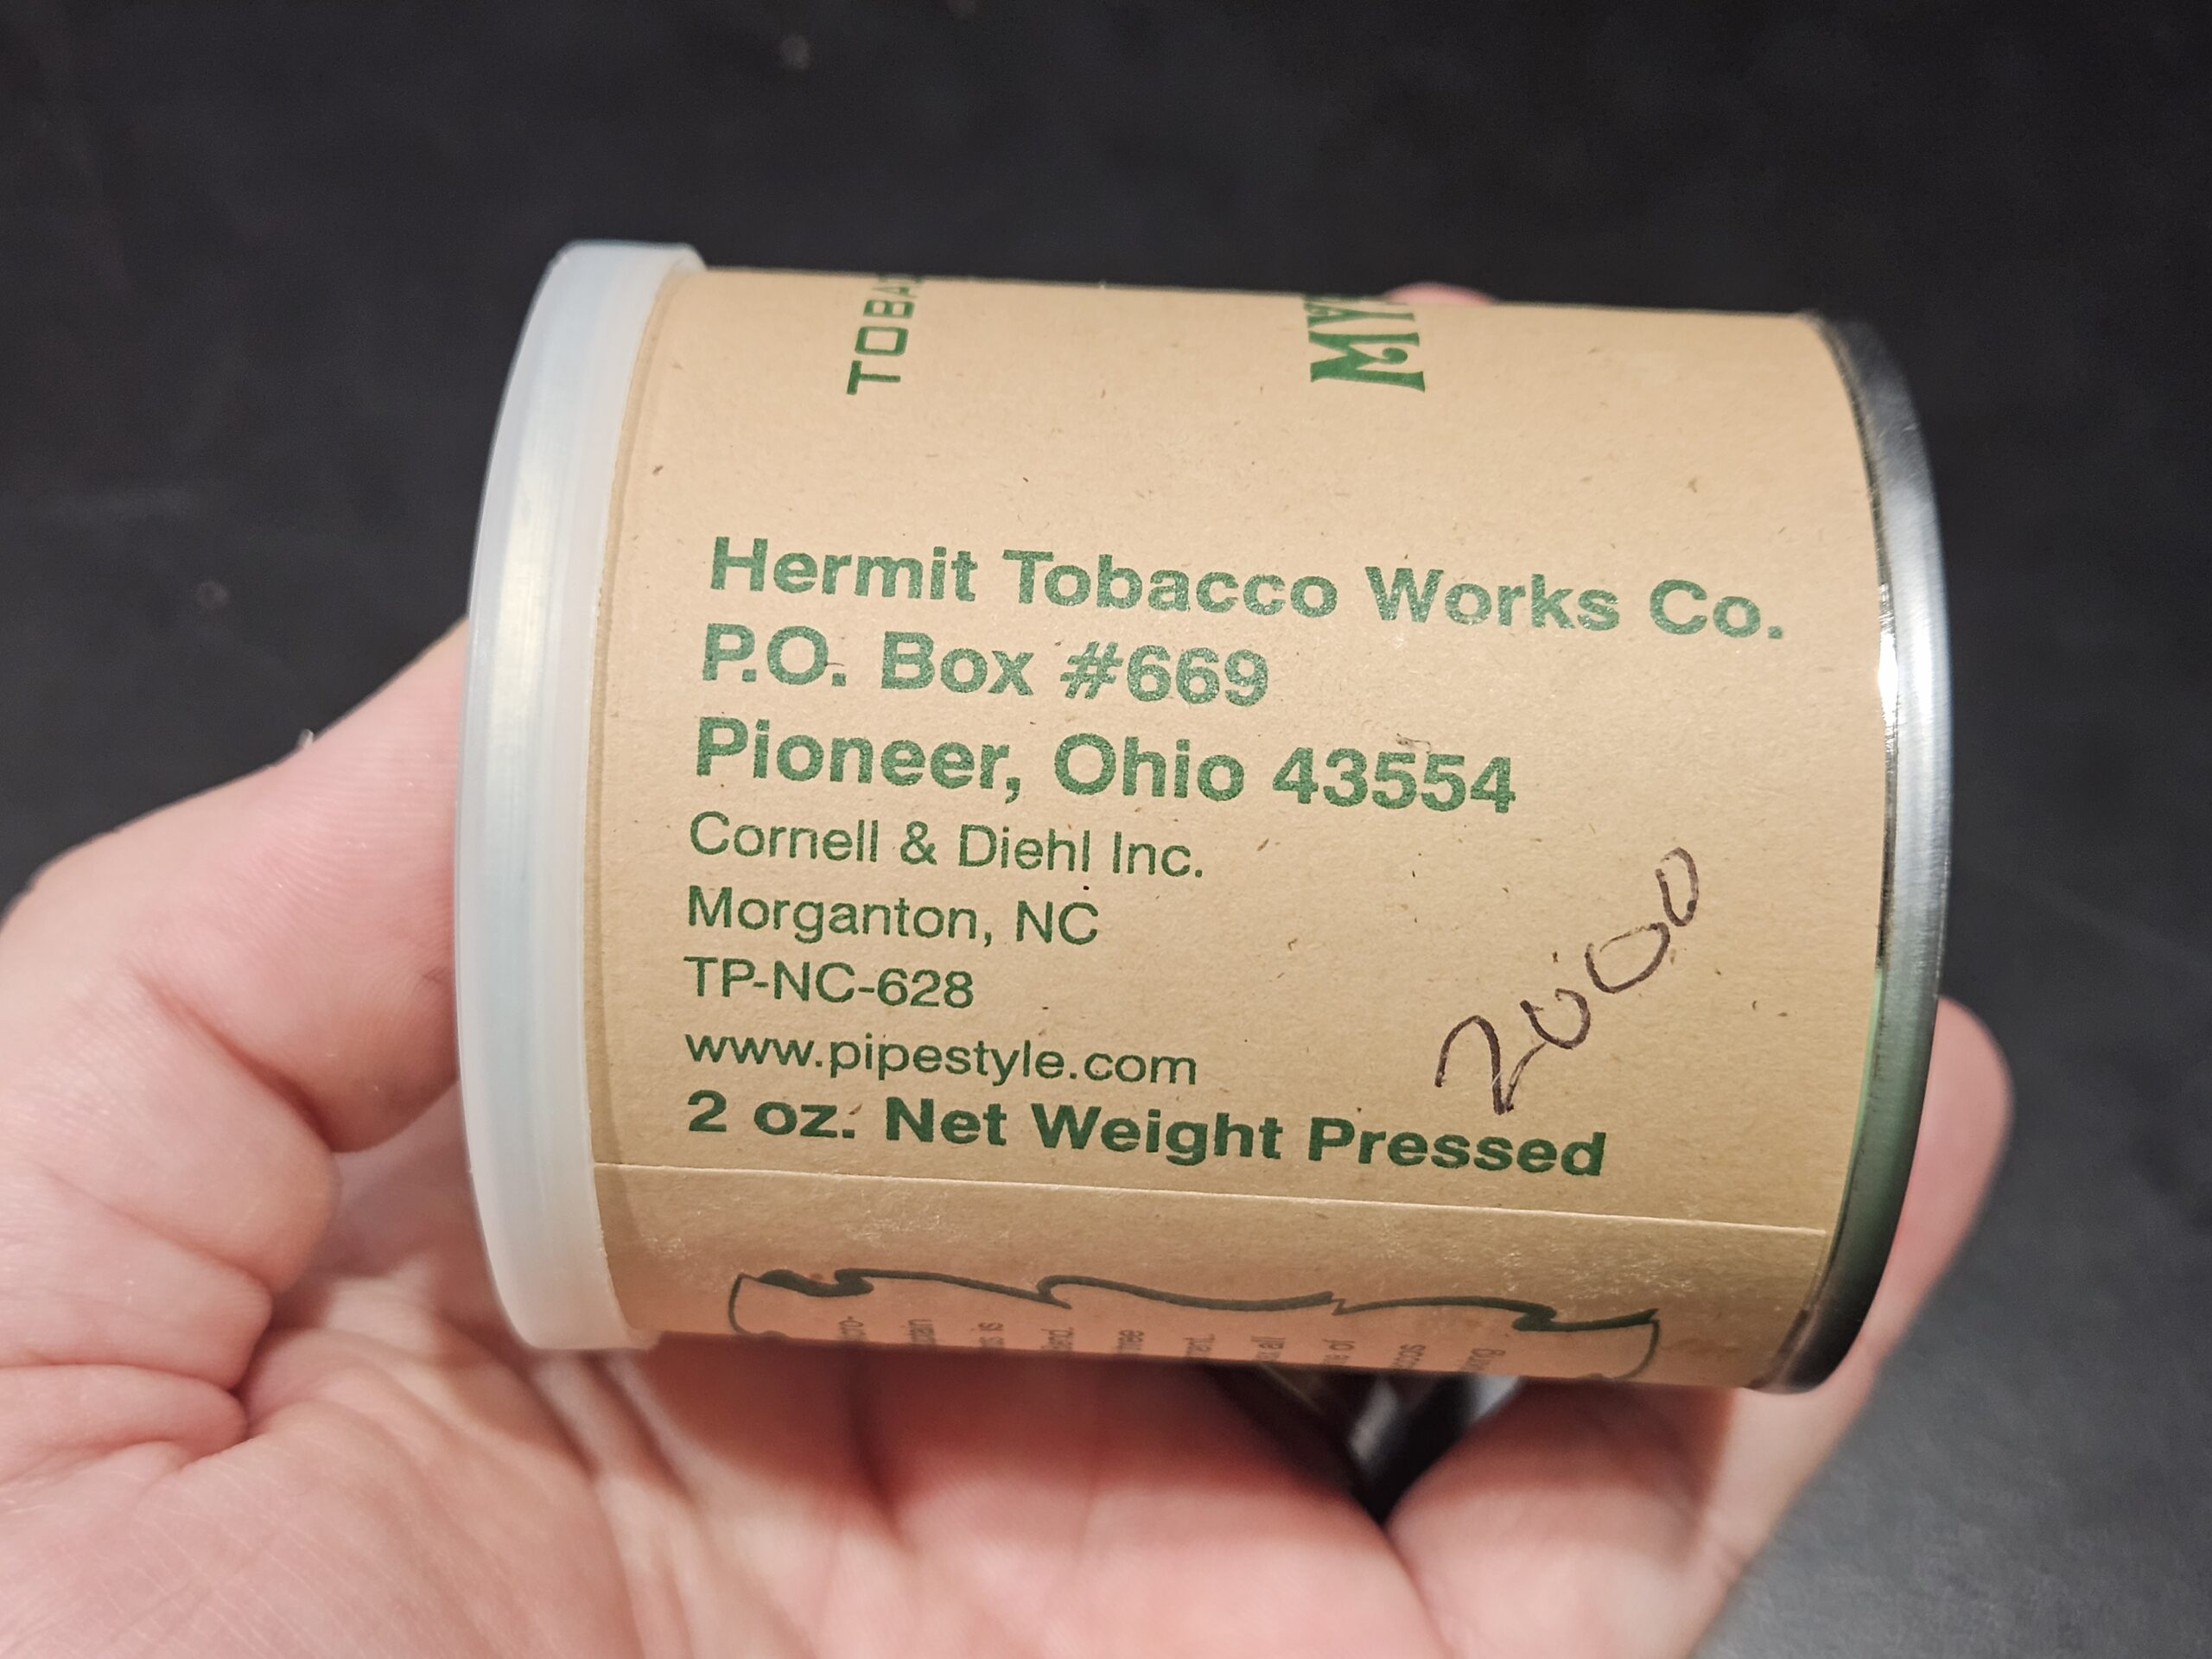 Hermit Tobacco Works Co.
P.O. Box #669
Pioneer, Ohio 43554
Cornell & Diehl Inc.
Morganton, NC
TP-NC-628
www.pipestyle.com
2 oz. Net Weight Pressed
2000